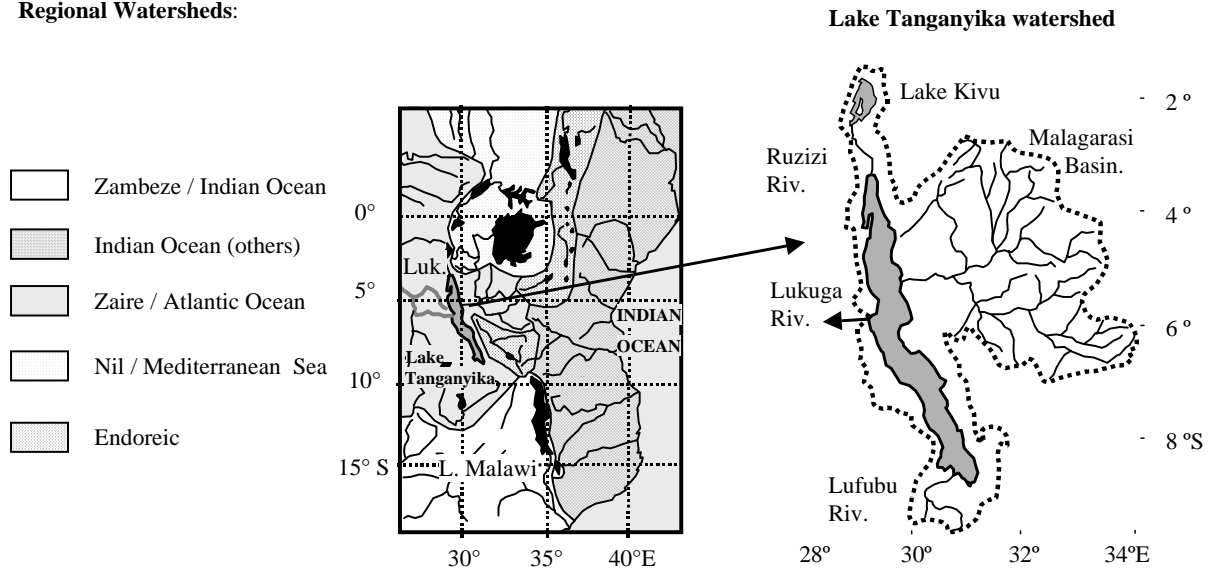 Regional Watersheds:
Zambeze / Indian Ocean
Indian Ocean (others)
Zaire / Atlantic Ocean
Nil / Mediterranean Sea
Endoreic
0°
5°
10°
15° S
30°
35°
40°E
Luk.
Lake
Tanganyika
L. Malawi
INDIAN
OCEAN
Lake Tanganyika watershed
Lake Kivu
Malagarasi
Basin.
Ruzizi
Riv.
Lukuga
Riv.
Lufubu
Riv.
2 º
4 º
6 º
8 ºS
28º
30º
32º
34ºE